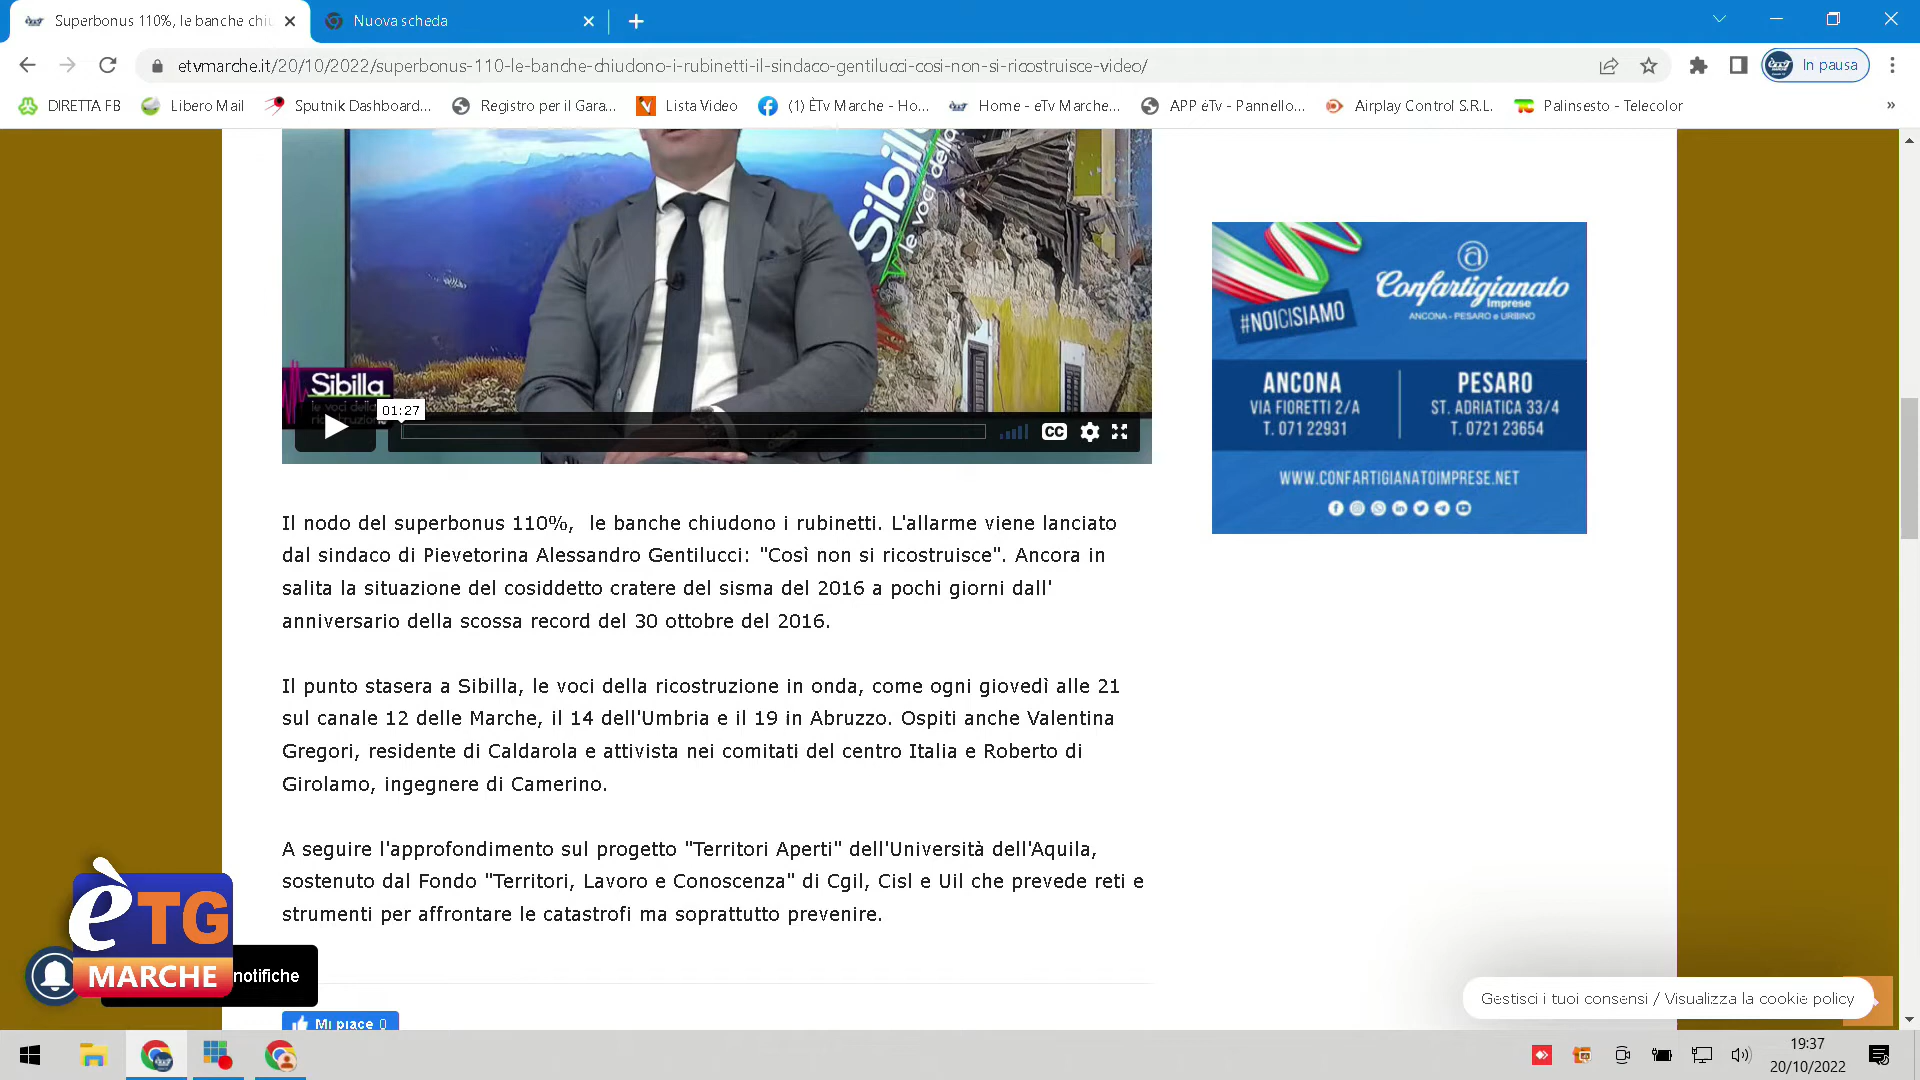 Superbonus 110%, le banche chiu
Nuova scheda
etvmarche.it/20/10/2022/superbonus-110-le-banche-chiudono-i-rubinetti-il-sindaco-gentilucci-cosi-non-si-ricostruisce-video/
In pausa
DIRETTA FB
Libero Mail
Sputnik Dashboard...
Registro per il Gara...
Lista Video
(1) ÈTv Marche - Ho...
Home - eTv Marche...
APP èTv - Pannello...
Airplay Control S.R.L.
Palinsesto - Telecolor
»
Sibilla
le voci della
Sibilla
le voci della
ricostruzione
01:27
CC
#NOICISIAMO
Confartigianato
Imprese
ANCONA - PESARO e URBINO
ANCONA
VIA FIORETTI 2/A
T. 071 22931
PESARO
ST. ADRIATICA 33/4
T. 0721 23654
WWW.CONFARTIGIANATOIMPRESE.NET
Il nodo del superbonus 110%,  le banche chiudono i rubinetti. L'allarme viene lanciato
dal sindaco di Pievetorina Alessandro Gentilucci: "Così non si ricostruisce". Ancora in
salita la situazione del cosiddetto cratere del sisma del 2016 a pochi giorni dall'
anniversario della scossa record del 30 ottobre del 2016.
Il punto stasera a Sibilla, le voci della ricostruzione in onda, come ogni giovedì alle 21
sul canale 12 delle Marche, il 14 dell'Umbria e il 19 in Abruzzo. Ospiti anche Valentina
Gregori, residente di Caldarola e attivista nei comitati del centro Italia e Roberto di
Girolamo, ingegnere di Camerino.
A seguire l'approfondimento sul progetto "Territori Aperti" dell'Università dell'Aquila,
sostenuto dal Fondo "Territori, Lavoro e Conoscenza" di Cgil, Cisl e Uil che prevede reti e
strumenti per affrontare le catastrofi ma soprattutto prevenire.
è TG
MARCHE
notifiche
Mi piace 0
Gestisci i tuoi consensi / Visualizza la cookie policy
19:37
20/10/2022